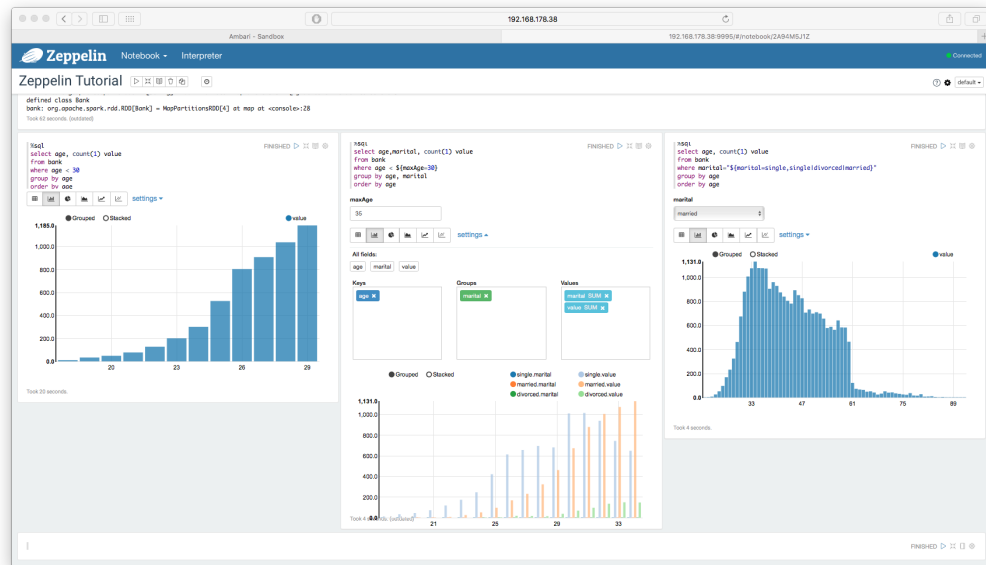 192.168.178.38
Ambari - Sandbox
192.168.178.38:9995/#/notebook/2A94M5J1Z
Zeppelin
Notebook
Interpreter
Connected
Zeppelin Tutorial
default
defined class Bank
bank: org.apache.spark.rdd.RDD[Bank] = MapPartitionsRDD[4] at map at <console>:28
Took 62 seconds. (outdated)
%sql
FINISHED
select age, count(1) value
from bank
where age < 30
group by age
order by age
settings
Grouped
Stacked
value
1,185.0
1,000.0
800.0
600.0
400.0
200.0
0.0
20
23
26
29
Took 20 seconds.
%sql
FINISHED
select age,marital, count(1) value
from bank
where age < ${maxAge=30}
group by age, marital
order by age
maxAge
35
settings
All fields:
age
marital
value
Keys
Groups
Values
age
marital
marital SUM
value SUM
Grouped
Stacked
single.marital
single.value
married.marital
married.value
divorced.marital
divorced.value
1,131.0
1,000.0
800.0
600.0
400.0
200.0
0.0
21
25
29
33
%sql
FINISHED
select age, count(1) value
from bank
where marital="${marital=single,single|divorced|married}"
group by age
order by age
marital
married
settings
Grouped
Stacked
value
1,131.0
1,000.0
800.0
600.0
400.0
200.0
0.0
33
47
61
75
89
Took 4 seconds.
FINISHED